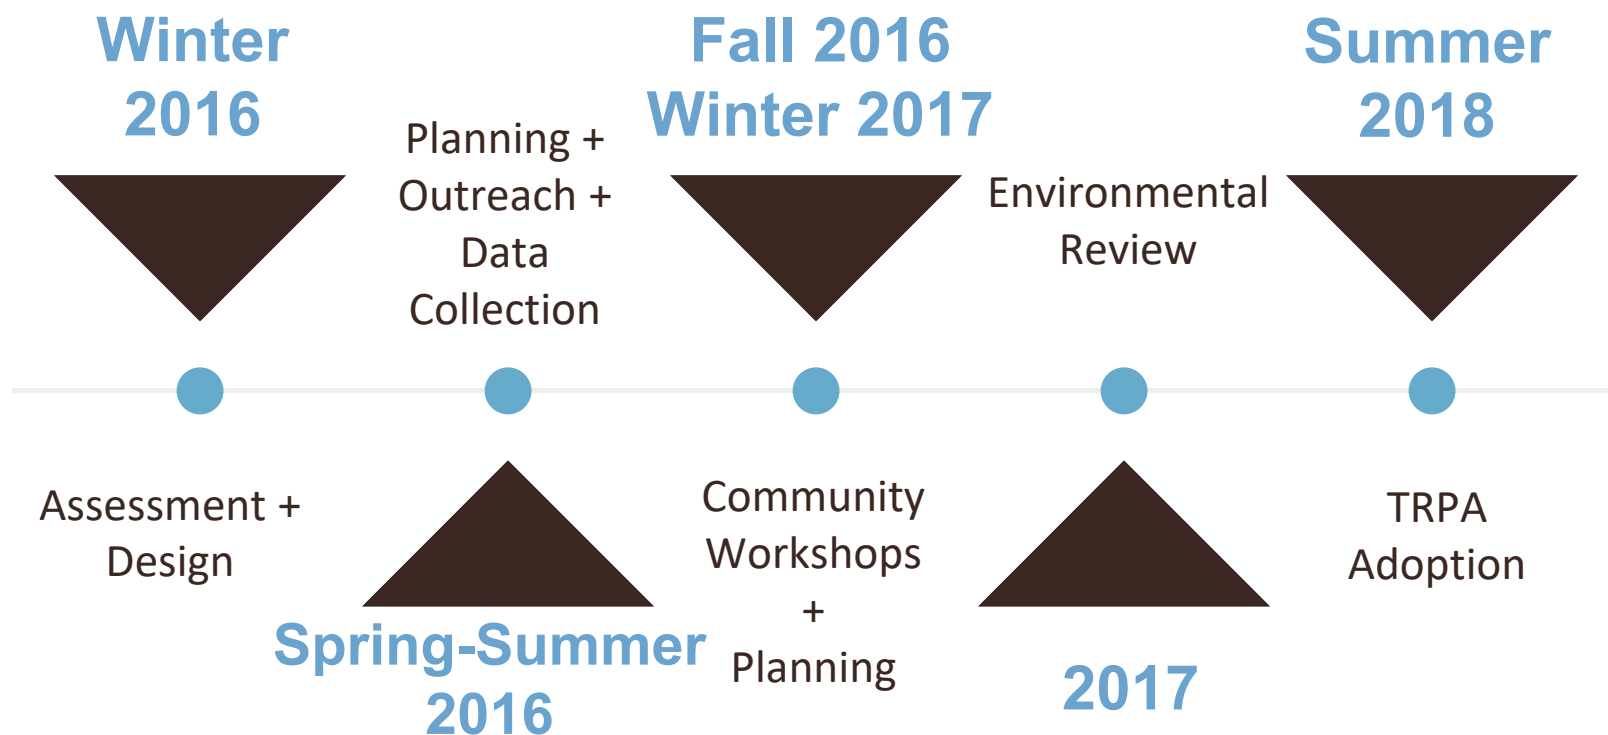 Winter
2016
Assessment +
Design
Planning +
Outreach +
Data
Collection
Spring-Summer
2016
Fall 2016
Winter 2017
Community
Workshops
+
Planning
Environmental
Review
2017
Summer
2018
TRPA
Adoption